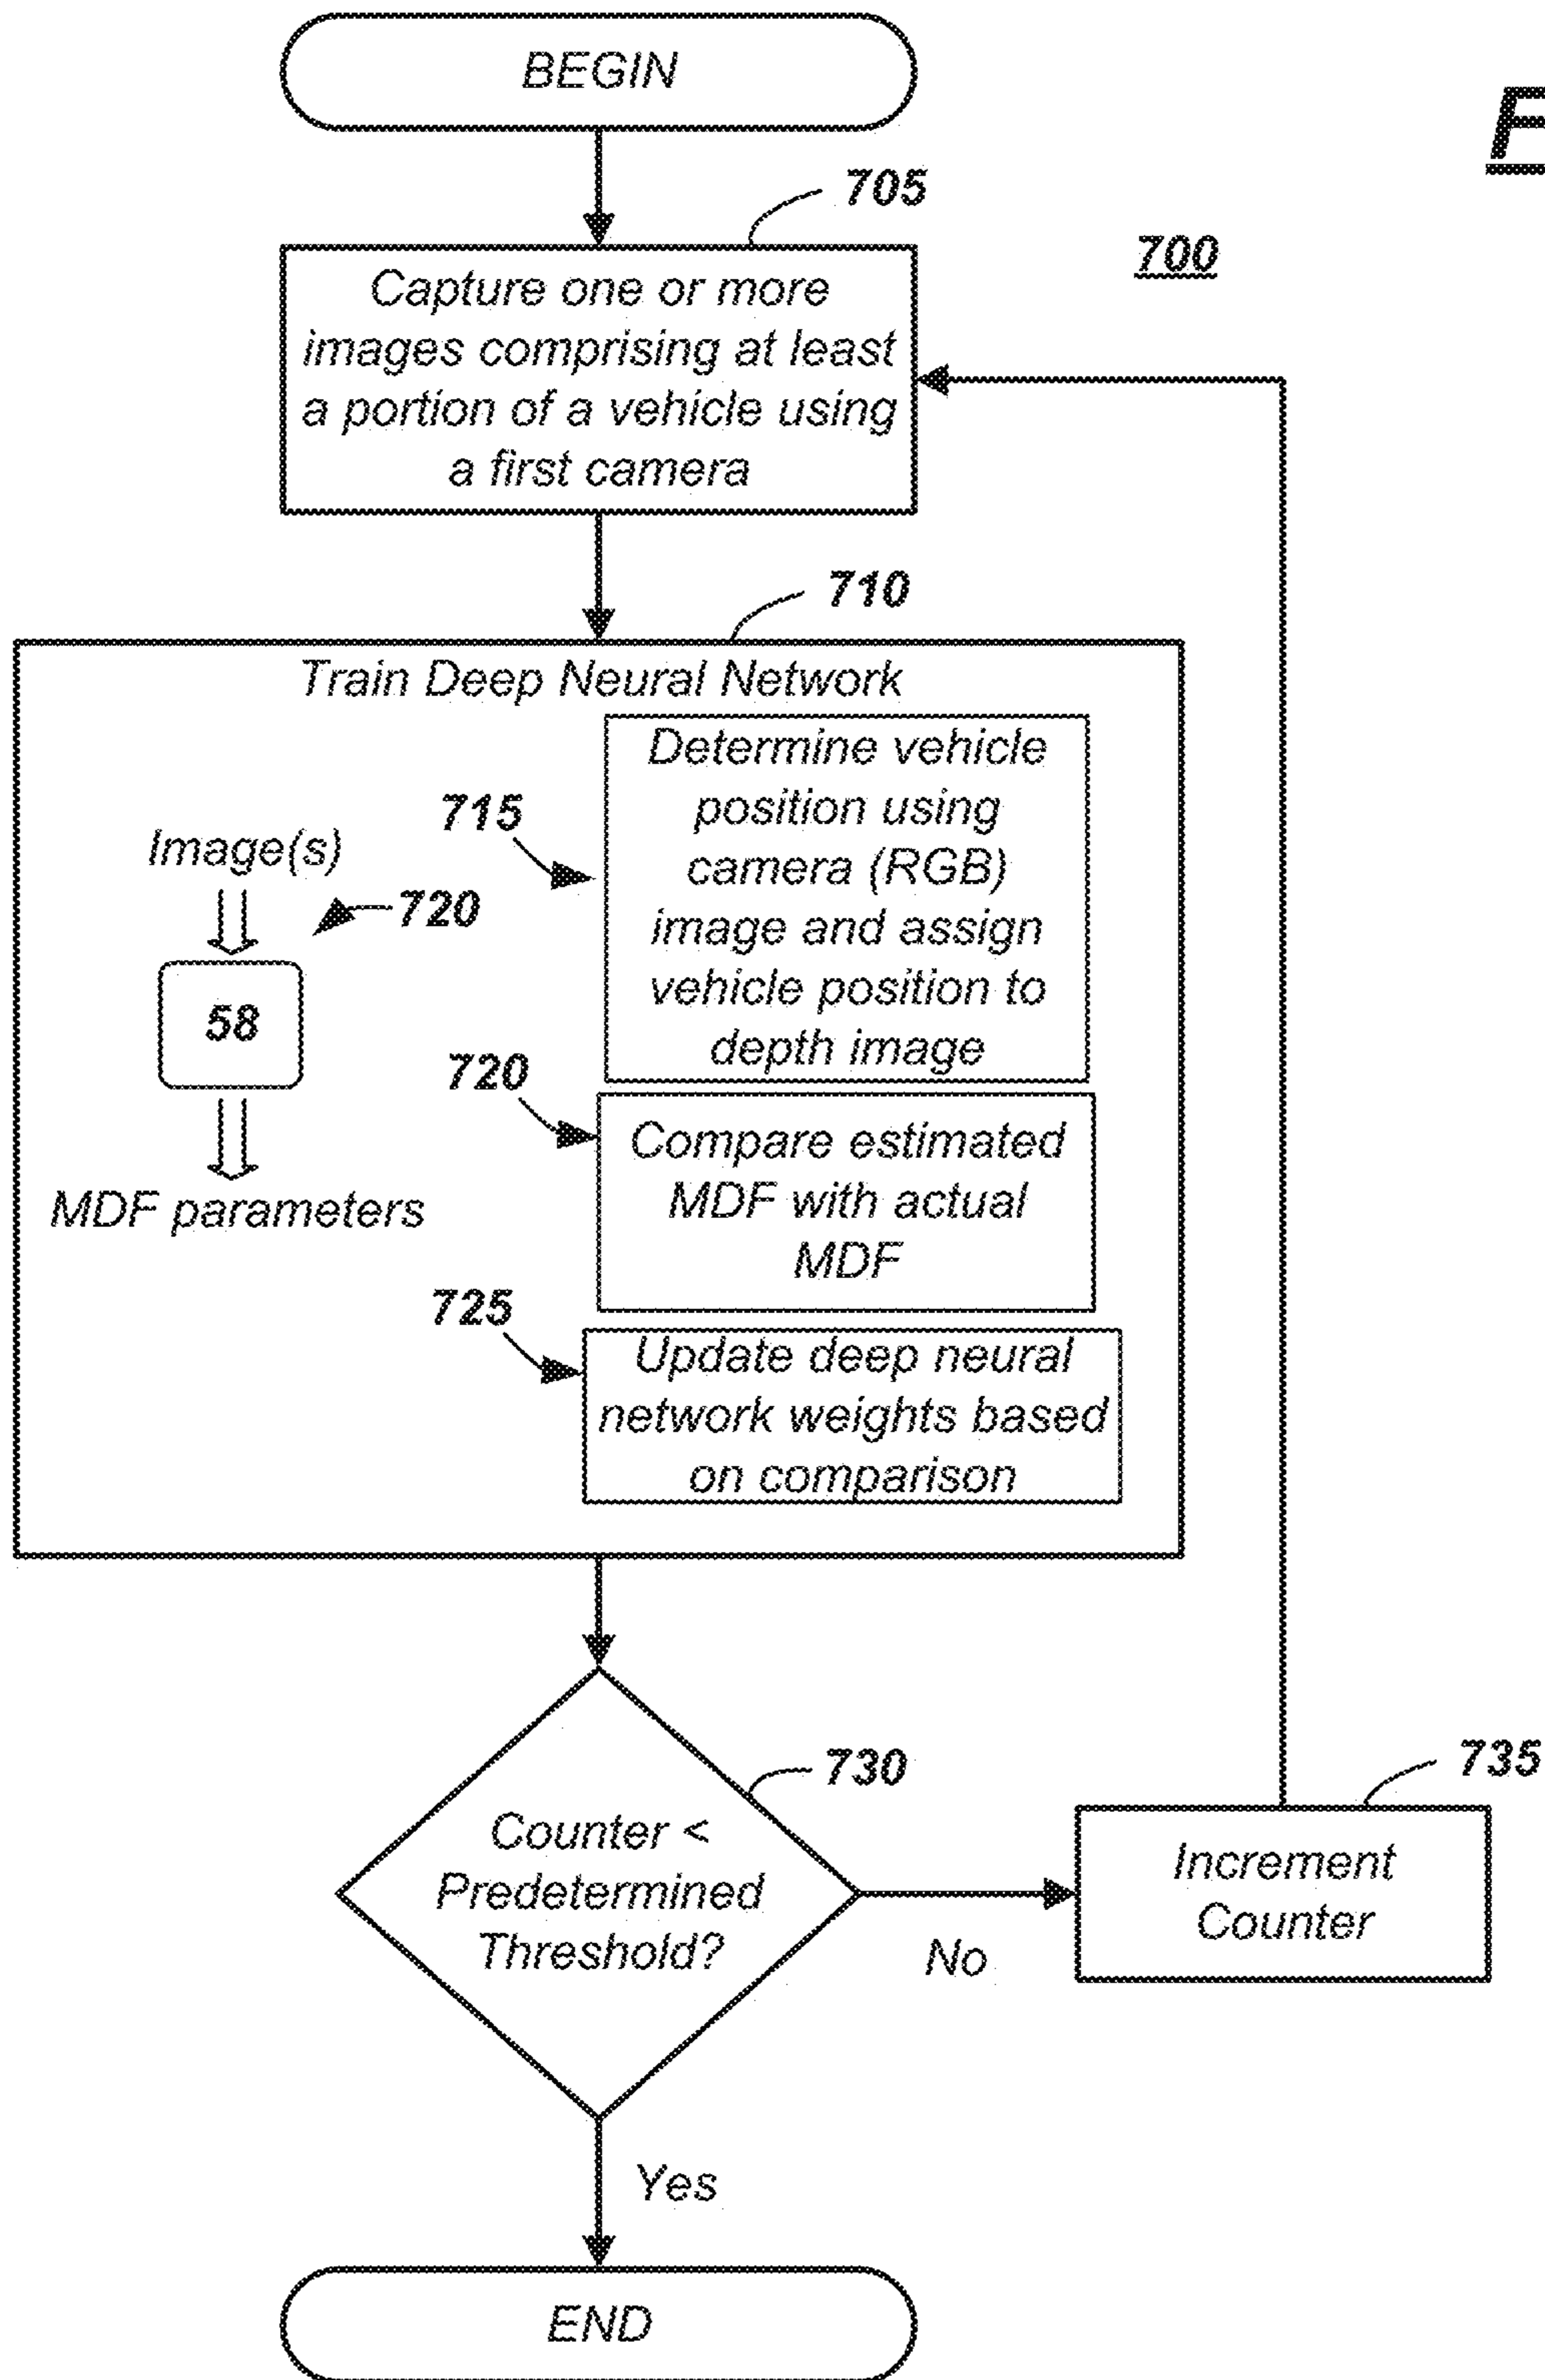 BEGIN
F
705
700
Capture one or more
images comprising at least
a portion of a vehicle using
a first camera
710
Train Deep Neural Network
Determine vehicle
position using
camera (RGB)
image and assign
vehicle position to
depth image
715
Image(s)
720
58
MDF parameters
720
Compare estimated
MDF with actual
MDF
725
Update deep neural
network weights based
on comparison
730
Counter <
Predetermined
Threshold?
No
735
Increment
Counter
Yes
END